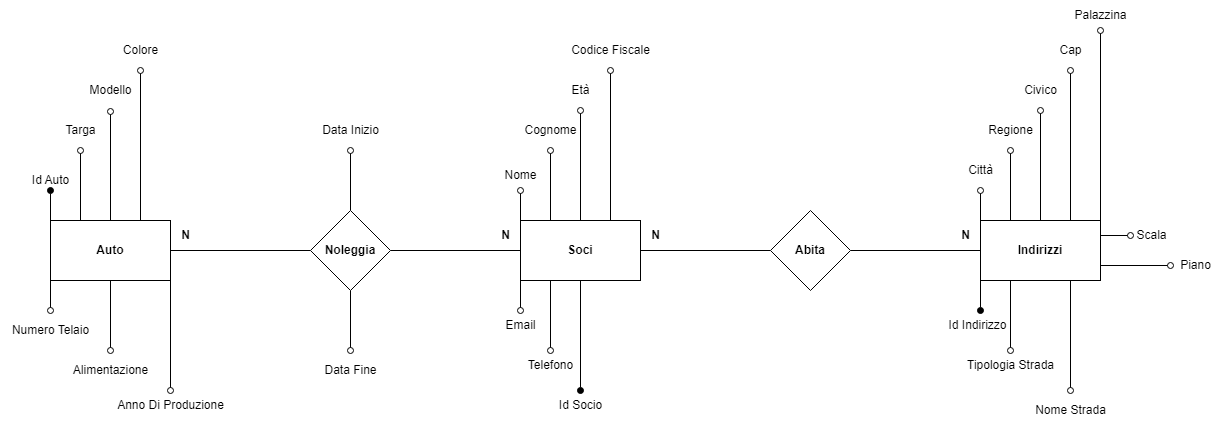 Palazzina
Colore
Codice Fiscale
Cap
Modello
Età
Civico
Targa
Data Inizio
Cognome
Regione
Id Auto
Nome
Città
N
N
N
N
Scala
Auto
Noleggia
Soci
Abita
Indirizzi
Piano
Numero Telaio
Email
Id Indirizzo
Alimentazione
Data Fine
Telefono
Tipologia Strada
Anno Di Produzione
Id Socio
Nome Strada